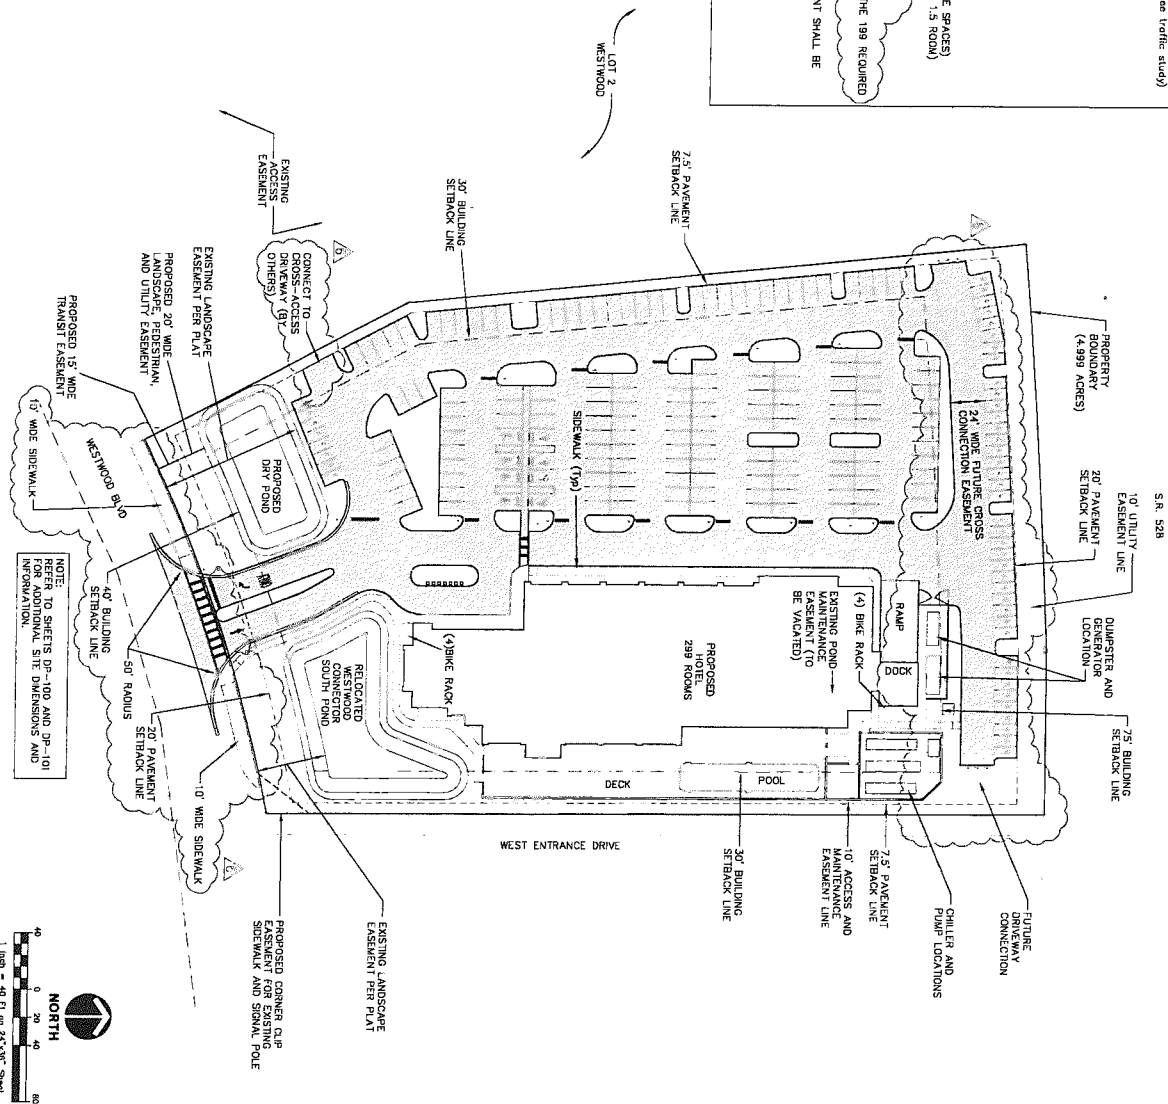 ee traffic study)
E SPACES)
1.5 ROOM)
HE 199 REQUIRED
NT SHALL BE
LOT 2
WESTWOOD
S.R. 528
PROPERTY
BOUNDARY
(4.999 ACRES)
20' PAVEMENT
SETBACK LINE
10' UTILITY
EASEMENT LINE
DUMPSTER AND
GENERATOR
LOCATION
75' BUILDING
SETBACK LINE
FUTURE
DRIVEWAY
CONNECTION
CHILLER AND
PUMP LOCATIONS
7.5' PAVEMENT
SETBACK LINE
10' ACCESS AND
MAINTENANCE
EASEMENT LINE
30' BUILDING
SETBACK LINE
7.5' PAVEMENT
SETBACK LINE
30' BUILDING
SETBACK LINE
EXISTING
ACCESS
EASEMENT
6
CONNECT TO
CROSS-ACCESS
DRIVEWAY (BY
OTHERS)
EXISTING LANDSCAPE
EASEMENT PER PLAT
PROPOSED 20' WIDE
LANDSCAPE, PEDESTRIAN,
AND UTILITY EASEMENT
PROPOSED 15' WIDE
TRANSIT EASEMENT
24' WIDE FUTURE CROSS
CONNECTION EASEMENT
SIDEWALK (Typ)
RAMP
DOCK
(4) BIKE RACK
EXISTING POND
MAINTENANCE
EASEMENT (TO
BE VACATED)
PROPOSED
HOTEL
299 ROOMS
(4)BIKE RACK
POOL
DECK
PROPOSED
DRY POND
RELOCATED
WESTWOOD
CONNECTOR
SOUTH POND
WEST ENTRANCE DRIVE
WESTWOOD BLVD
10' WIDE SIDEWALK
40' BUILDING
SETBACK LINE
50' RADIUS
20' PAVEMENT
SETBACK LINE
10' WIDE SIDEWALK
EXISTING LANDSCAPE
EASEMENT PER PLAT
PROPOSED CORNER CLIP
EASEMENT FOR EXISTING
SIDEWALK AND SIGNAL POLE
NOTE:
REFER TO SHEETS DP-100 AND DP-101
FOR ADDITIONAL SITE DIMENSIONS AND
INFORMATION.
NORTH
40 0 20 40 80
1 inch = 40 Ft. on 24"x36" Sheet